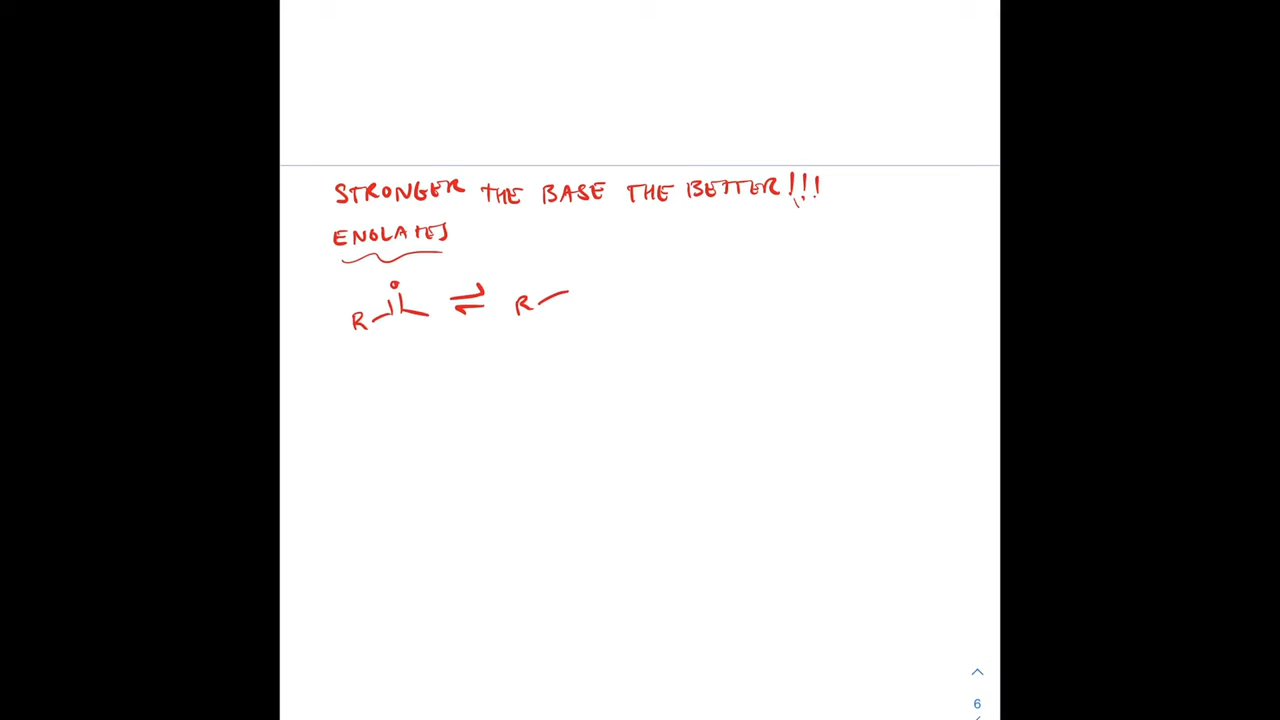 STRONGER THE BASE THE BETTER!!!
ENOLATES
O
R ⇌ R
6